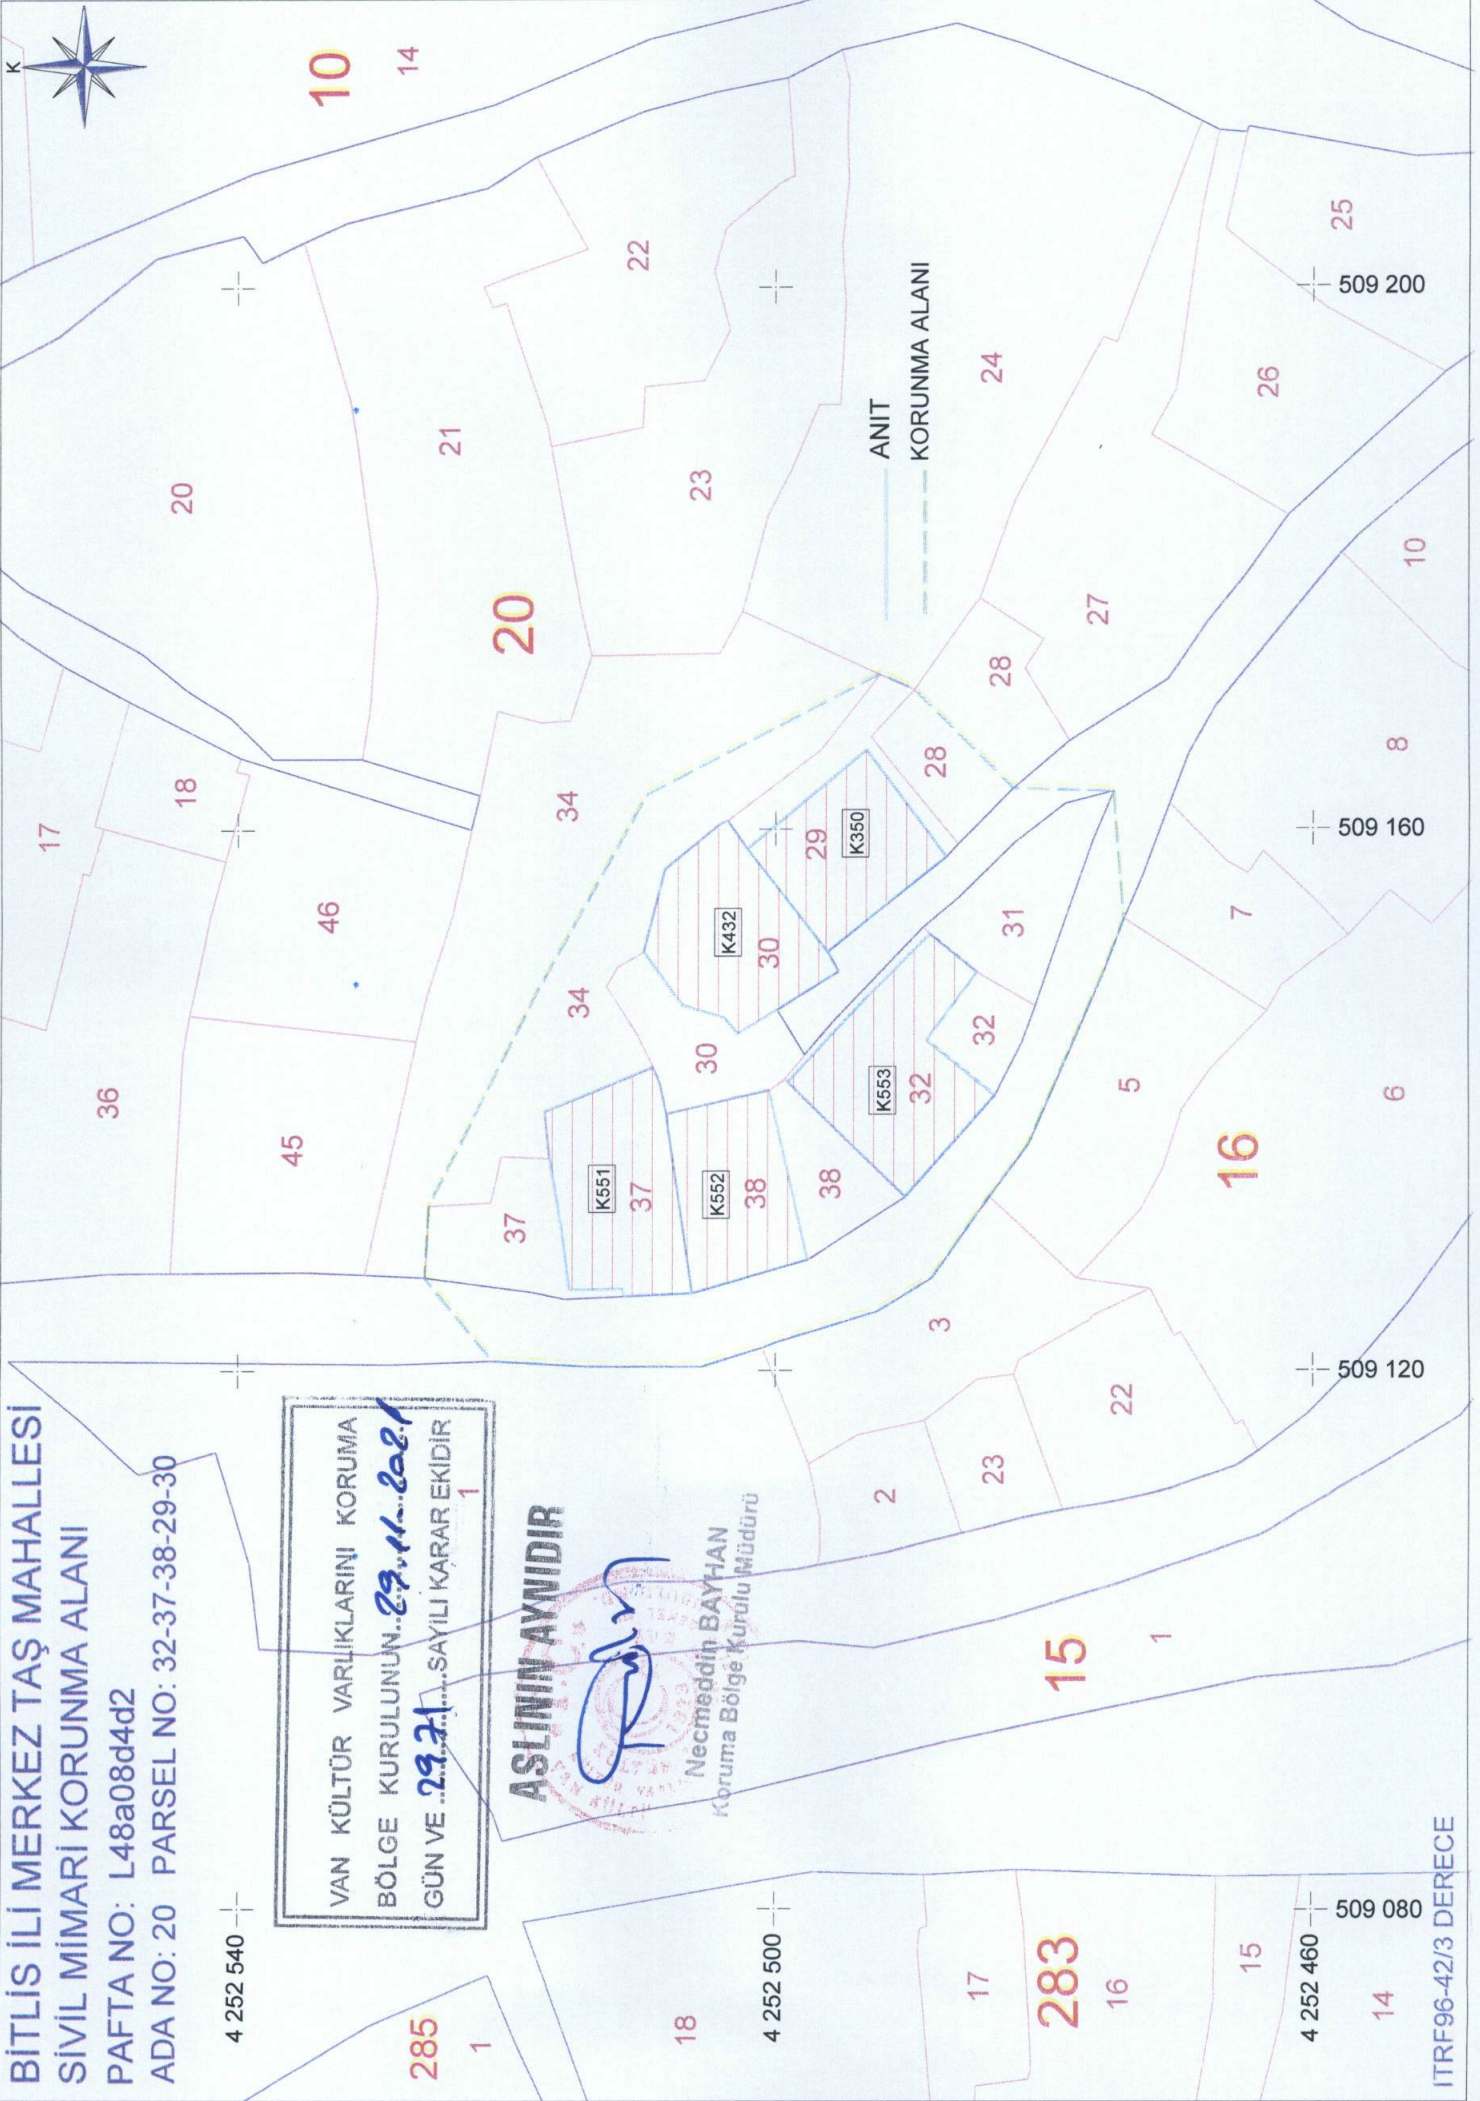 BİTLİS İLİ MERKEZ TAŞ MAHALLESİ
SİVİL MİMARİ KORUNMA ALANI
PAFTA NO: L48a08d4d2
ADA NO: 20 PARSEL NO: 32-37-38-29-30
K
VAN KÜLTÜR VARLIKLARINI KORUMA
BÖLGE KURULUNUN..29.11.2021
GÜN VE ..2971....SAYILI KARAR EKİDİR
ASLININ AYNIDIR
Necmeddin BAYHAN
Koruma Bölge Kurulu Müdürü
ANIT
KORUNMA ALANI
4 252 540
4 252 500
4 252 460
509 080
509 120
509 160
509 200
10
14
17
18
20
36
46
45
21
22
20
23
24
25
26
27
28
28
10
8
34
34
K432
30
30
29
K350
31
32
K553
32
K551
37
37
K552
38
38
7
5
6
16
3
2
23
22
1
15
1
285
1
18
17
283
16
15
14
ITRF96-42/3 DERECE